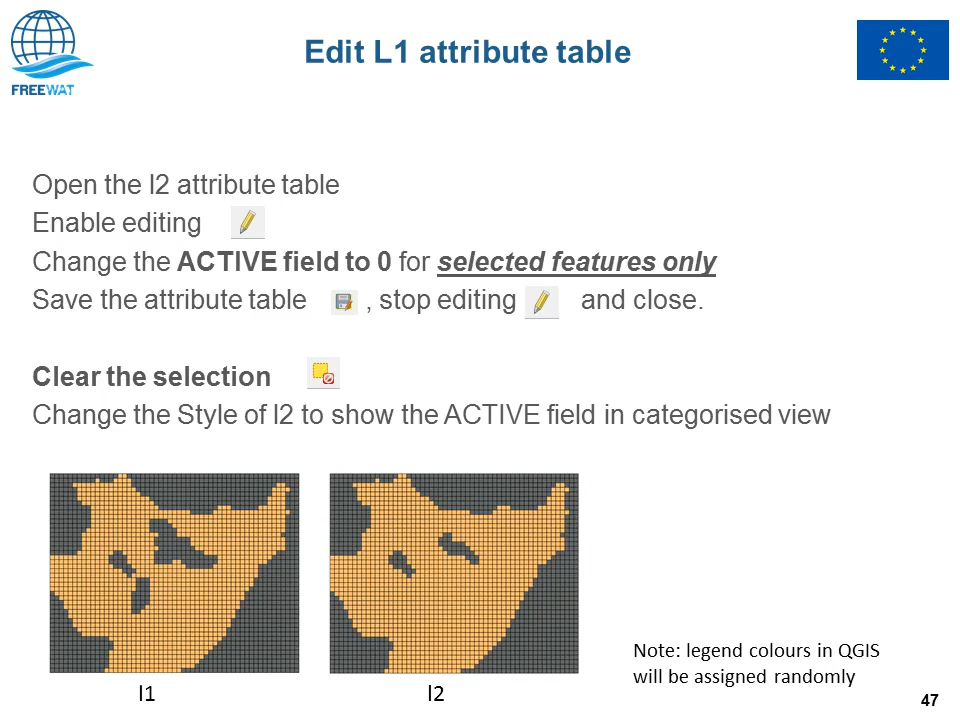 FREEWAT
Edit L1 attribute table
Open the l2 attribute table
Enable editing
Change the ACTIVE field to 0 for selected features only
Save the attribute table , stop editing and close.
Clear the selection
Change the Style of l2 to show the ACTIVE field in categorised view
l1
l2
Note: legend colours in QGIS
will be assigned randomly
47